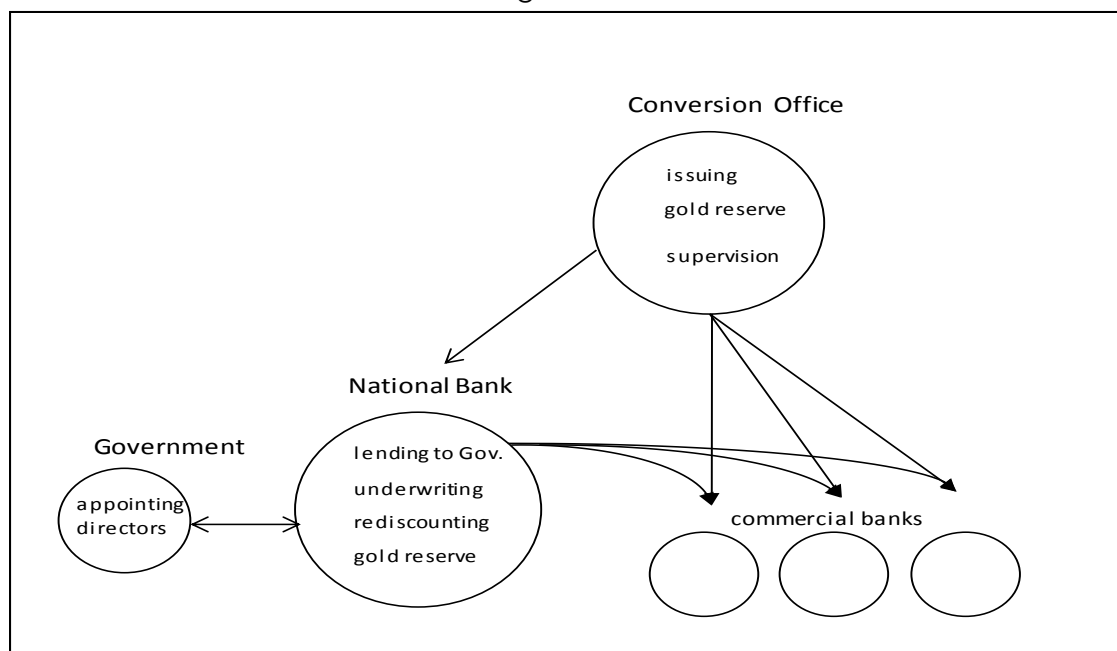 Conversion Office
issuing
gold reserve
supervision
National Bank
Government
lending to Gov.
underwriting
rediscounting
gold reserve
appointing
directors
commercial banks